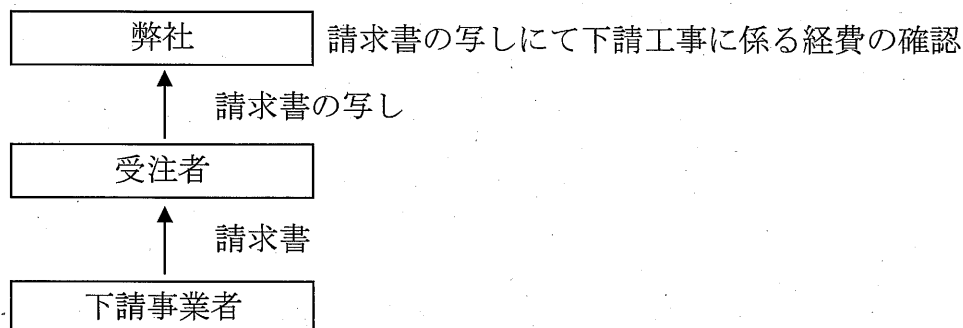 弊社
請求書の写しにて下請工事に係る経費の確認
請求書の写し
受注者
請求書
下請事業者